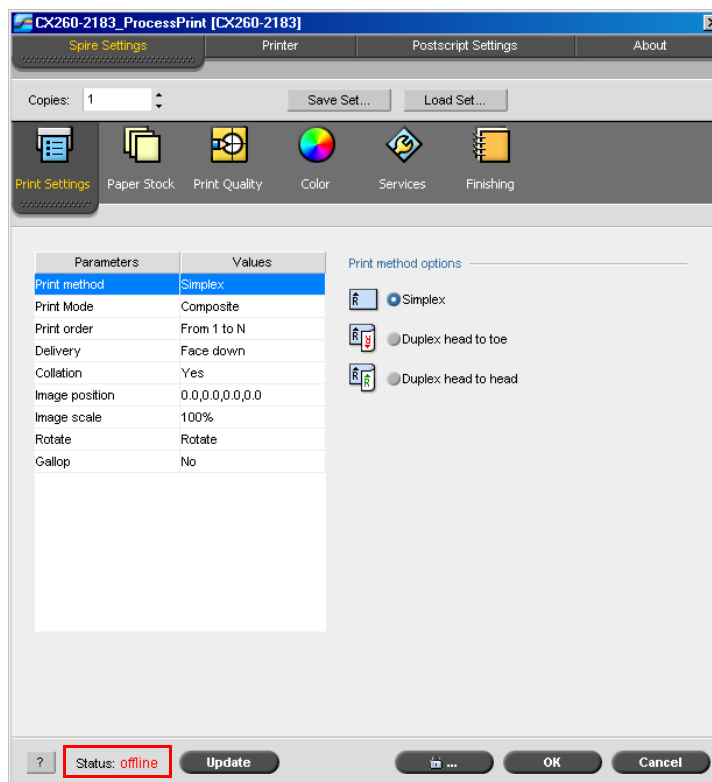 CX260-2183_ProcessPrint [CX260-2183]
Spire Settings Printer Postscript Settings About
Copies: 1 Save Set... Load Set...
Print Settings Paper Stock Print Quality Color Services Finishing
Parameters Values Print method options
Print method Simplex
Print Mode Composite
Print order From 1 to N
Delivery Face down
Collation Yes
Image position 0.0,0.0,0.0,0.0
Image scale 100%
Rotate Rotate
Gallop No
R Simplex
R R Duplex head to toe
R R Duplex head to head
? Status: offline Update ... OK Cancel